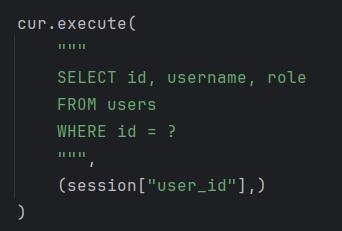 cur.execute(
    """
    SELECT id, username, role
    FROM users
    WHERE id = ?
    """,
    (session["user_id"],)
)